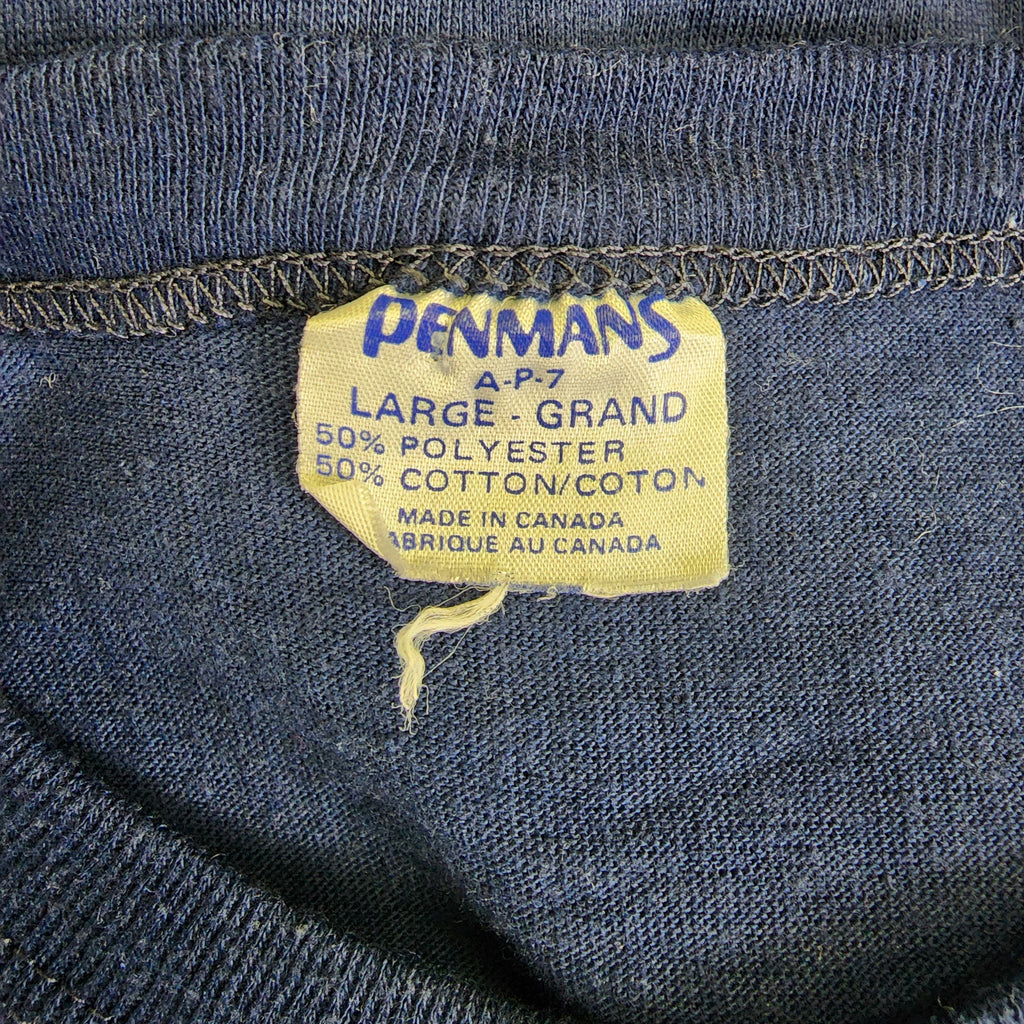 PENMANS
A-P-7
LARGE - GRAND
50% POLYESTER
50% COTTON/COTON
MADE IN CANADA
ABRIQUE AU CANADA